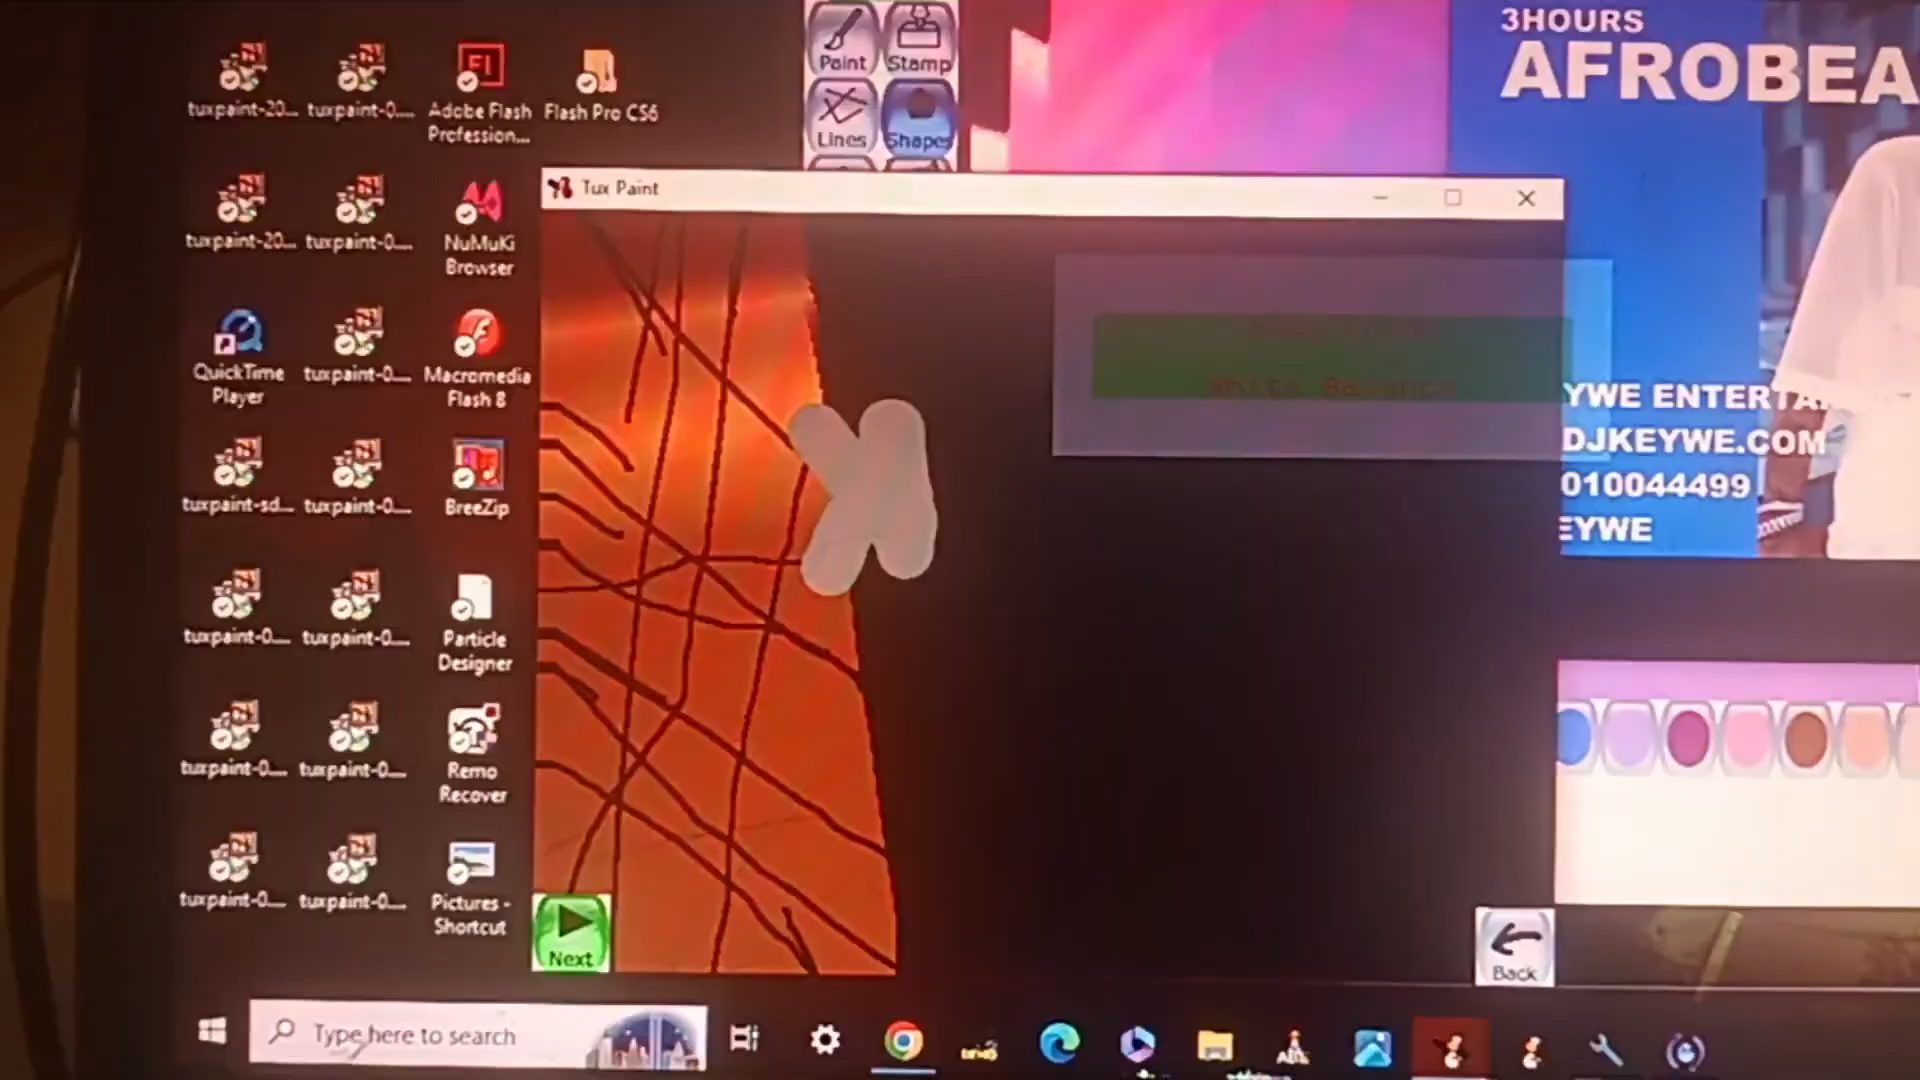 3HOURS
AFROBEA
Paint
Stamp
Lines
Shapes
tuxpaint-20...
tuxpaint-0....
Adobe Flash
Profession...
Flash Pro CS6
Tux Paint
tuxpaint-20...
tuxpaint-0....
NuMuKi
Browser
QuickTime
Player
tuxpaint-0....
Macromedia
Flash 8
White Balance
YWE ENTERTA
DJKEYWE.COM
010044499
EYWE
tuxpaint-sd...
tuxpaint-0....
BreeZip
tuxpaint-0....
tuxpaint-0....
Particle
Designer
tuxpaint-0....
tuxpaint-0....
Remo
Recover
tuxpaint-0....
tuxpaint-0....
Pictures -
Shortcut
Next
Back
Type here to search